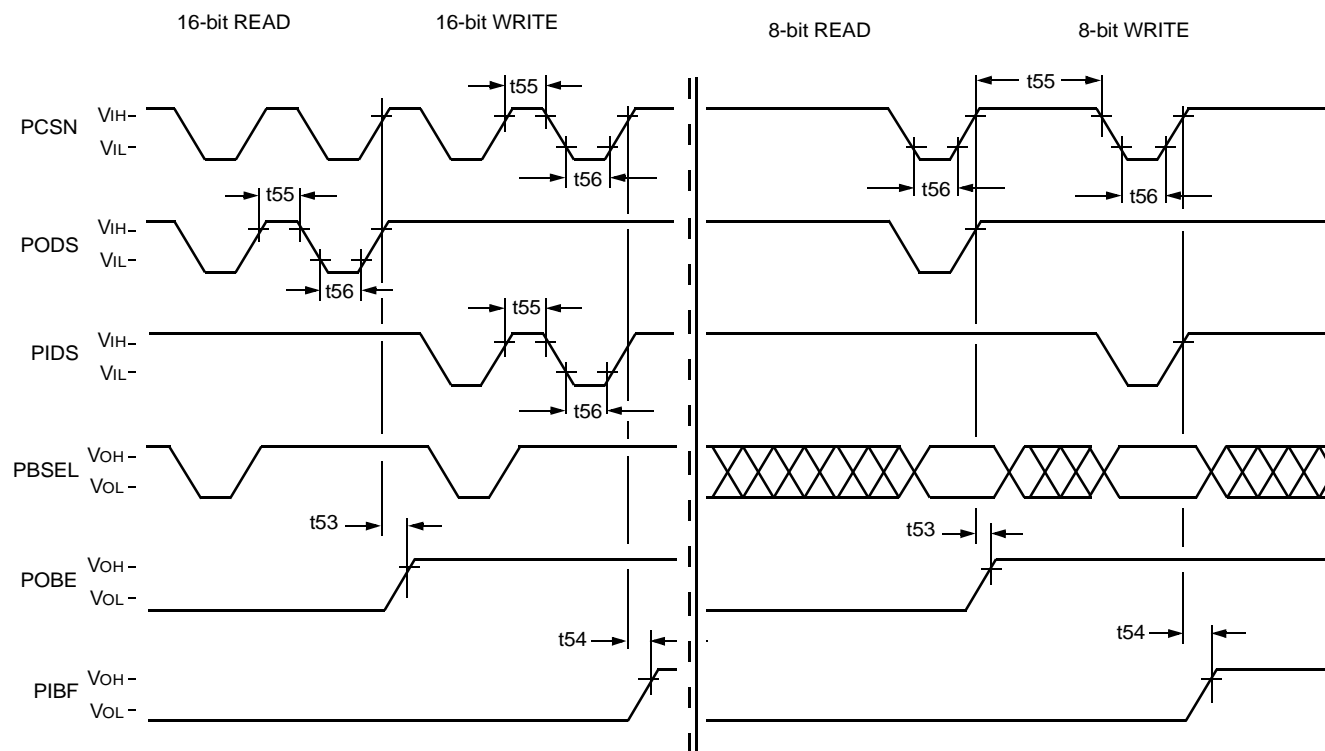 16-bit READ 16-bit WRITE 8-bit READ 8-bit WRITE
t55 t55
PCSN VIH–
VIL–
t56 t56 t56
t55
PODS VIH–
VIL–
t56
t55
PIDS VIH–
VIL–
t56
PBSEL VOH–
VOL–
t53 t53
POBE VOH–
VOL–
t54 t54
PIBF VOH–
VOL–